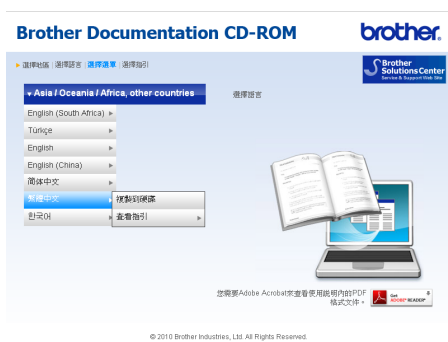 Brother Documentation CD-ROM
brother
選擇地區 | 選擇語言 | 選擇選單 | 選擇指引
Brother
Solutions Center
Service & Support Web Site
Asia / Oceania / Africa, other countries
選擇語言
English (South Africa)
Türkçe
English
English (China)
简体中文
繁體中文
複製到硬碟
查看指引
한국어
您需要Adobe Acrobat來查看使用說明內的PDF
格式文件。
Get
ADOBE® READER®
© 2010 Brother Industries, Ltd. All Rights Reserved.